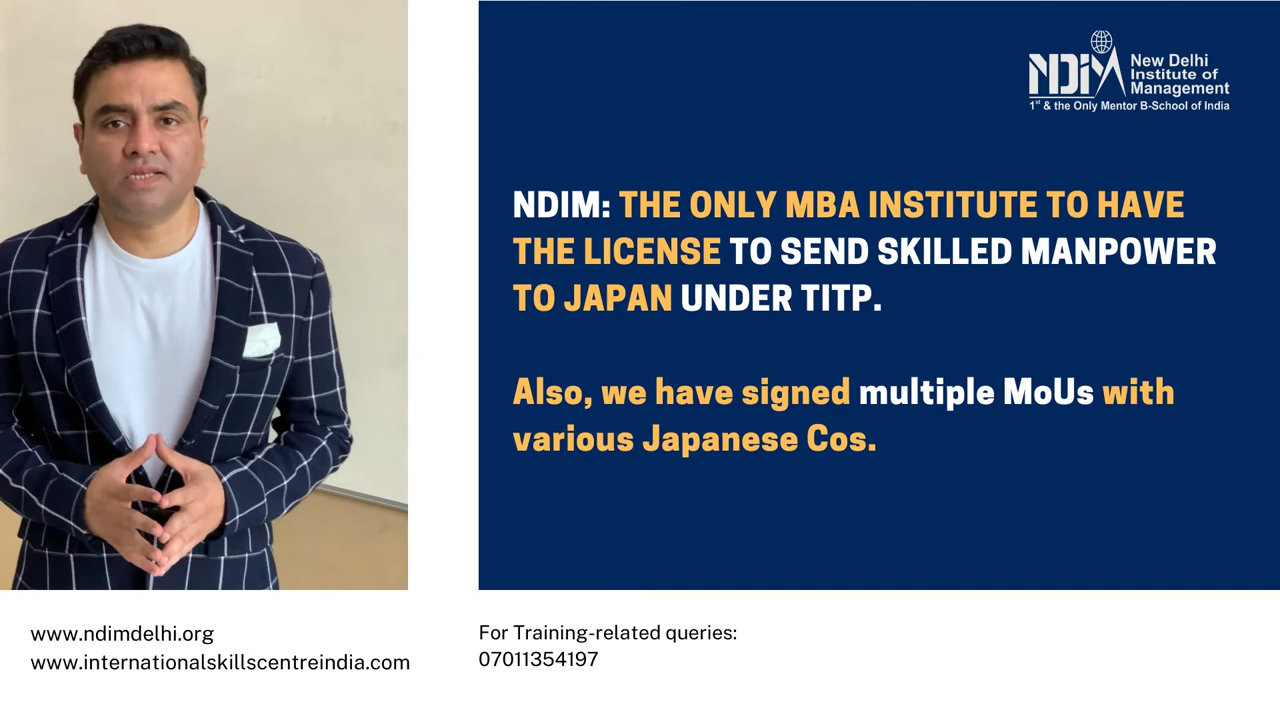 NDIM
New Delhi
Institute of
Management
1st & the Only Mentor B-School of India
NDIM: THE ONLY MBA INSTITUTE TO HAVE
THE LICENSE TO SEND SKILLED MANPOWER
TO JAPAN UNDER TITP.
Also, we have signed multiple MoUs with
various Japanese Cos.
www.ndimdelhi.org
www.internationalskillscentreindia.com
For Training-related queries:
07011354197